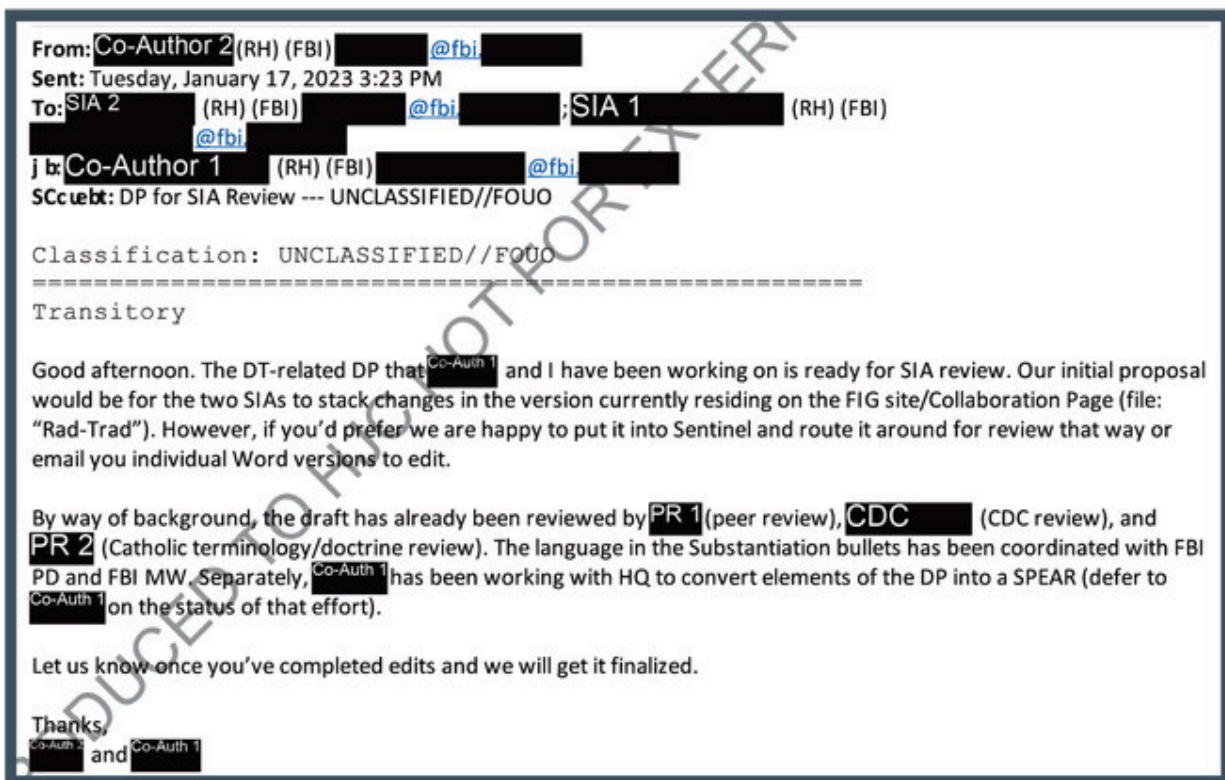 From: Co-Author 2 (RH) (FBI) @fbi.
Sent: Tuesday, January 17, 2023 3:23 PM
To: SIA 2 (RH) (FBI) @fbi. ; SIA 1 (RH) (FBI)
@fbi.
j b: Co-Author 1 (RH) (FBI) @fbi.
SCcuebt: DP for SIA Review --- UNCLASSIFIED//FOUO
Classification: UNCLASSIFIED//FOUO
======================================================
Transitory
Good afternoon. The DT-related DP that Co-Auth 1 and I have been working on is ready for SIA review. Our initial proposal
would be for the two SIAs to stack changes in the version currently residing on the FIG site/Collaboration Page (file:
“Rad-Trad”). However, if you’d prefer we are happy to put it into Sentinel and route it around for review that way or
email you individual Word versions to edit.
By way of background, the draft has already been reviewed by PR 1 (peer review), CDC (CDC review), and
PR 2 (Catholic terminology/doctrine review). The language in the Substantiation bullets has been coordinated with FBI
PD and FBI MW. Separately, Co-Auth 1 has been working with HQ to convert elements of the DP into a SPEAR (defer to
Co-Auth 1 on the status of that effort).
Let us know once you’ve completed edits and we will get it finalized.
Thanks,
Co-Auth 2 and Co-Auth 1
RODUCED TO HJC NOT FOR EXTER